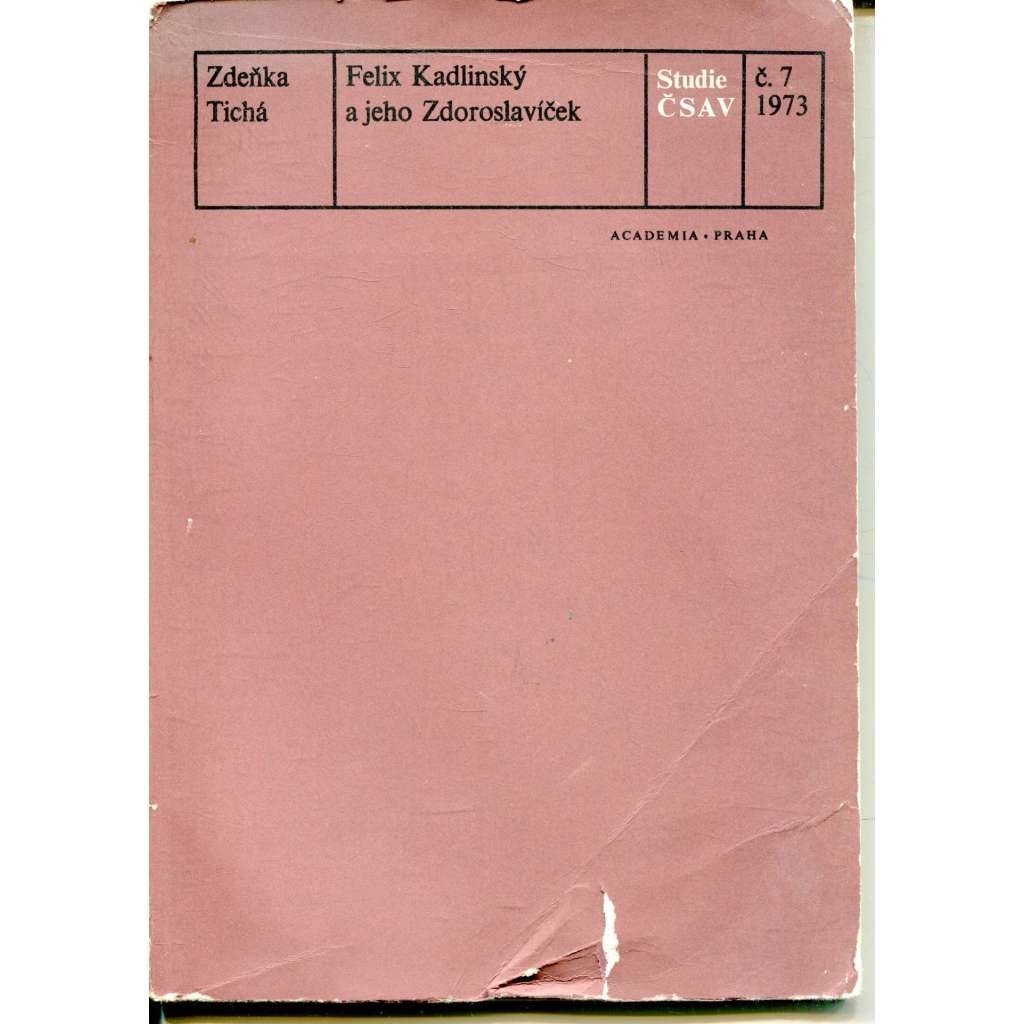 Zdeňka
Tichá
Felix Kadlinský
a jeho Zdoroslavíček
Studie
ČSAV
č. 7
1973
ACADEMIA • PRAHA